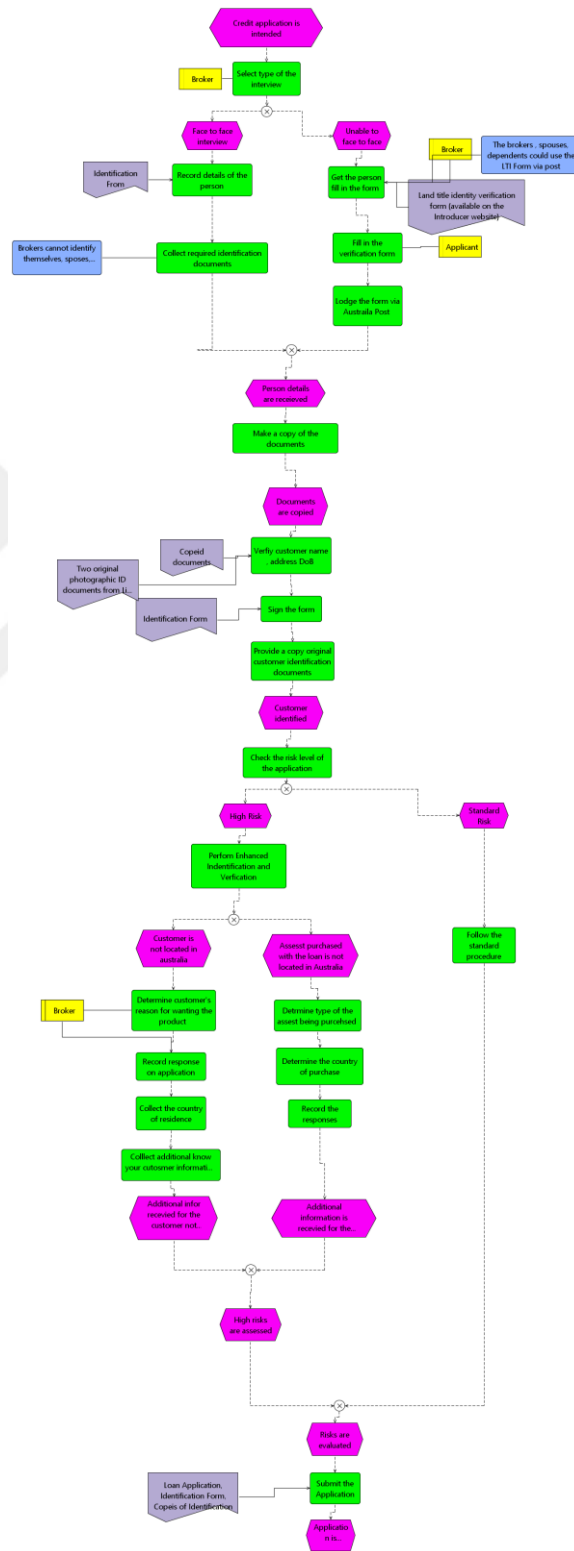 Credit application is
intended
Broker
Select type of the
interview
Face to face
interview
Unable to
face to face
Broker
The brokers , spouses,
dependents could use the
LTI Form via post
Identification
From
Record details of the
person
Get the person
fill in the form
Land title identity verification
form (available on the
Introducer website)
Brokers cannot identify
themselves, sposes,...
Collect required identification
documents
Fill in the
verification form
Applicant
Lodge the form via
Austraila Post
Person details
are receieved
Make a copy of the
documents
Documents
are copied
Copeid
documents
Verfiy customer name
, address DoB
Two original
photographic ID
documents from Li...
Identification Form
Sign the form
Provide a copy original
customer identification
documents
Customer
identified
Check the risk level of
the application
High Risk
Standard
Risk
Perforn Enhanced
Indentification and
Verfication
Customer is
not located in
australia
Assesst purchased
with the loan is not
located in Australia
Follow the
standard
procedure
Broker
Determine customer's
reason for wanting the
product
Detrmine type of the
assest being purcehsed
Record response
on application
Determine the country
of purchase
Collect the country
of residence
Record the
responses
Colllect additional know
your cutosmer informati...
Additional infor
recevied for the
customer not...
Additional
information is
recevied for the...
High risks
are assessed
Risks are
evaluated
Loan Application,
Identification Form,
Copeis of Identification
Submit the
Application
Applicatio
n is...